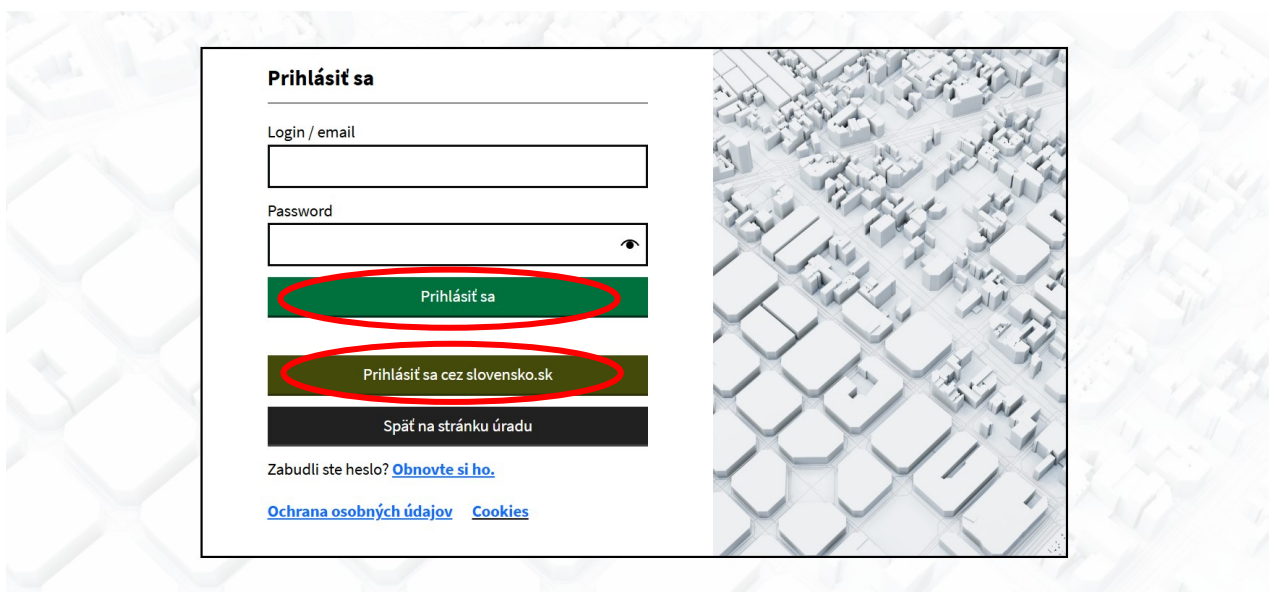 Prihlásiť sa
Login / email
Password
Prihlásiť sa
Prihlásiť sa cez slovensko.sk
Späť na stránku úradu
Zabudli ste heslo? Obnovte si ho.
Ochrana osobných údajov Cookies